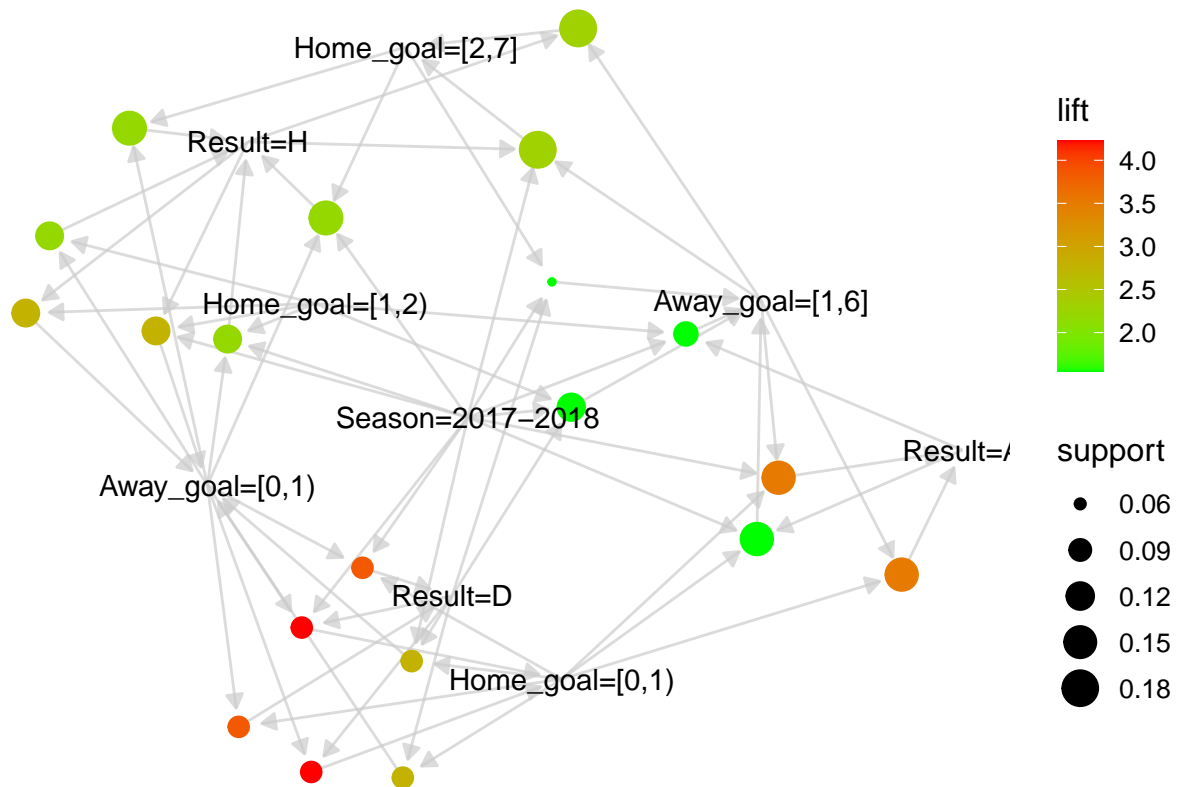 Home_goal=[2,7]
Result=H
Home_goal=[1,2)
Away_goal=[1,6]
Season=2017−2018
Result=A
Away_goal=[0,1)
Result=D
Home_goal=[0,1)
lift
4.0
3.5
3.0
2.5
2.0
support
0.06
0.09
0.12
0.15
0.18